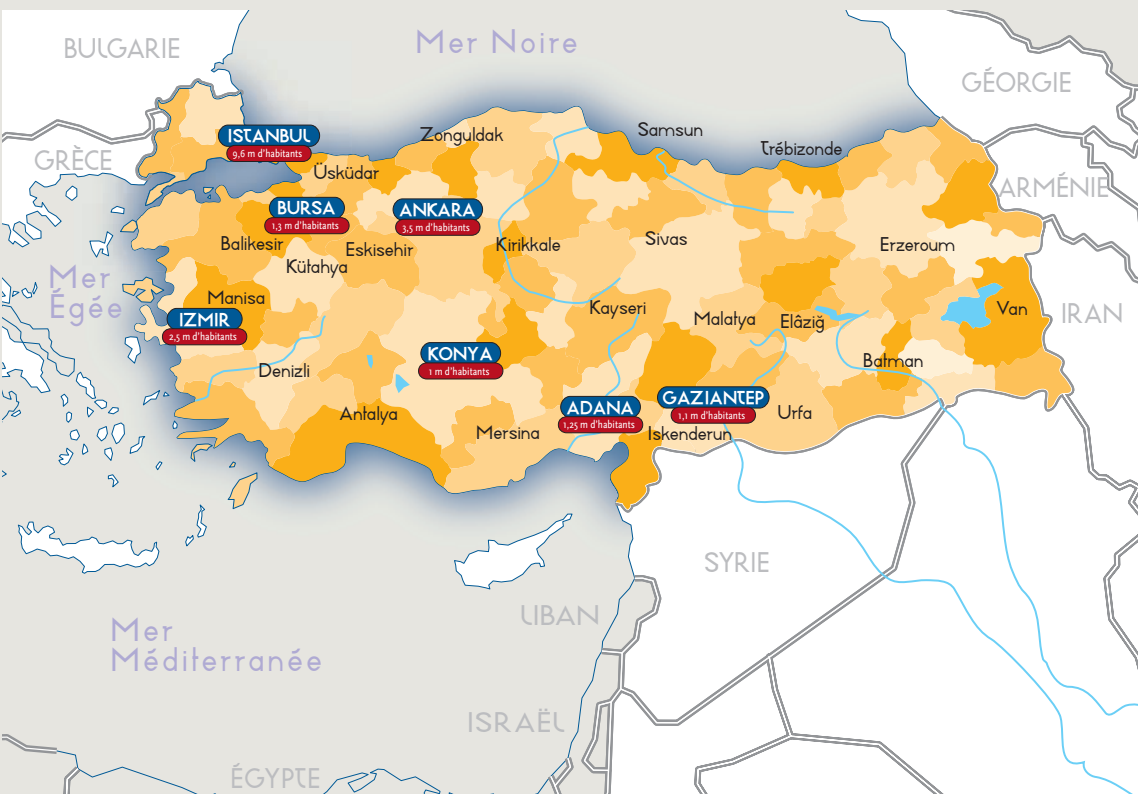 BULGARIE
Mer Noire
GÉORGIE
ISTANBUL
9,6 m d'habitants
Zonguldak
Samsun
Trébizonde
GRÈCE
Üsküdar
ARMÉNIE
BURSA
1,3 m d'habitants
ANKARA
3,5 m d'habitants
Balikesir
Eskisehir
Kirikkale
Sivas
Erzeroum
Kütahya
Mer
Égée
Manisa
Kayseri
Malatya
Elâziğ
Van
IRAN
IZMIR
2,5 m d'habitants
KONYA
1 m d'habitants
Batman
Denizli
Antalya
ADANA
1,25 m d'habitants
GAZIANTEP
1,1 m d'habitants
Urfa
Mersina
Iskenderun
SYRIE
LIBAN
Mer
Méditerranée
ISRAËL
ÉGYPTE